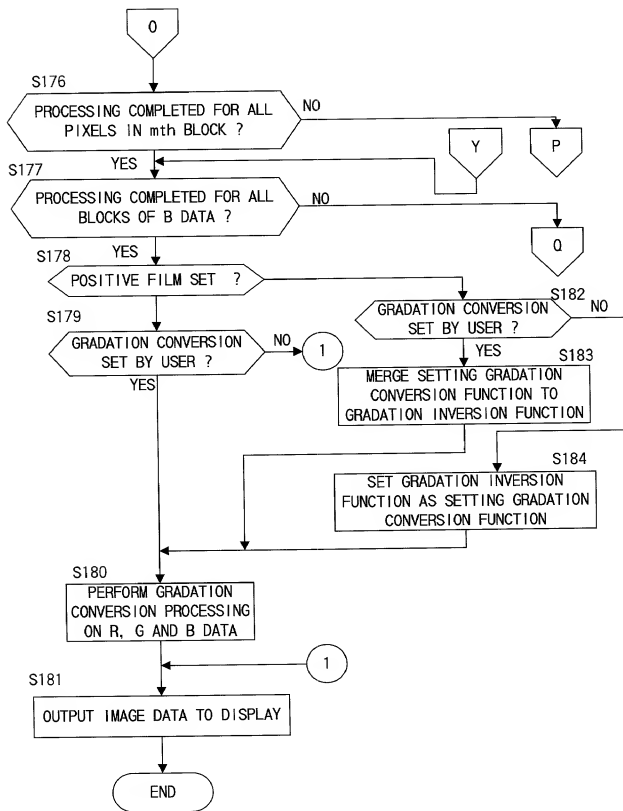 O
S176
PROCESSING COMPLETED FOR ALL
PIXELS IN mth BLOCK ?
NO
P
YES
Y
S177
PROCESSING COMPLETED FOR ALL
BLOCKS OF B DATA ?
NO
Q
YES
S178
POSITIVE FILM SET ?
S182
GRADATION CONVERSION
SET BY USER ?
NO
YES
S179
GRADATION CONVERSION
SET BY USER ?
NO
1
YES
S183
MERGE SETTING GRADATION
CONVERSION FUNCTION TO
GRADATION INVERSION FUNCTION
S184
SET GRADATION INVERSION
FUNCTION AS SETTING GRADATION
CONVERSION FUNCTION
S180
PERFORM GRADATION
CONVERSION PROCESSING
ON R, G AND B DATA
1
S181
OUTPUT IMAGE DATA TO DISPLAY
END